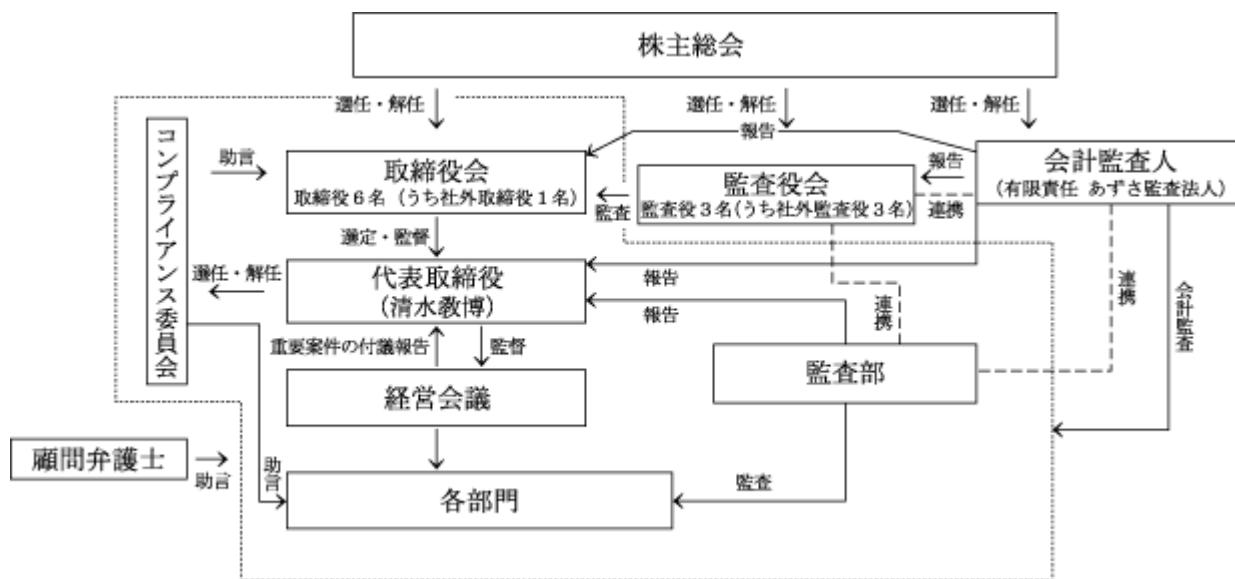 株主総会
選任・解任
選任・解任
選任・解任
報告
コンプライアンス委員会
助言
取締役会
取締役6名 (うち社外取締役1名)
監査
監査役会
監査役3名(うち社外監査役3名)
報告
連携
会計監査人
(有限責任 あずさ監査法人)
選定・監督
選任・解任
代表取締役
(清水教博)
報告
報告
連携
連携
会計監査
重要案件の付議報告
監督
経営会議
監査部
顧問弁護士
助言
助言
各部門
監査